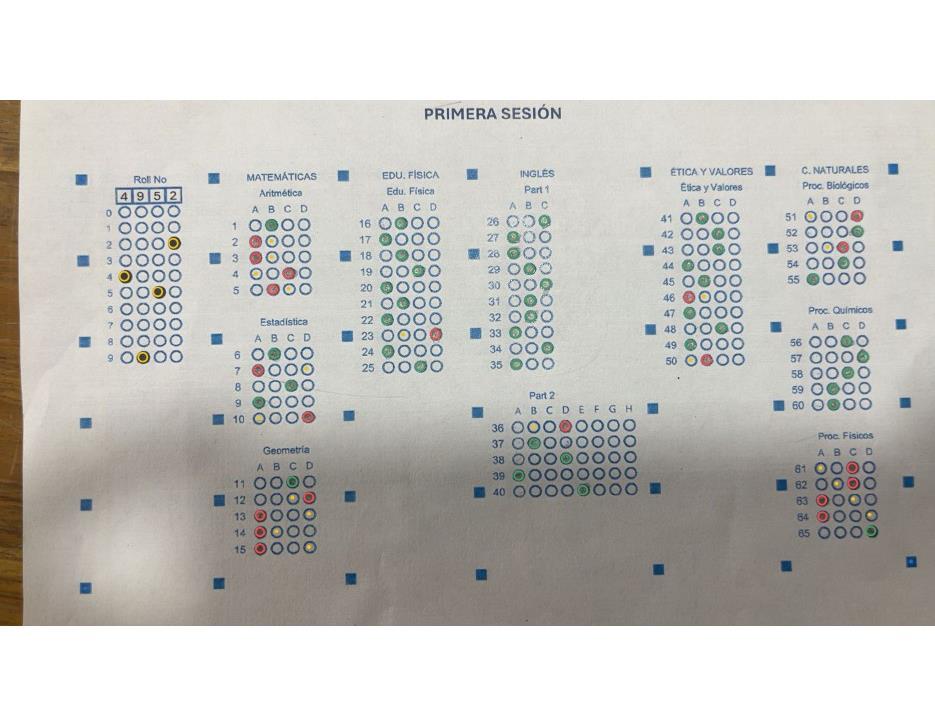 PRIMERA SESIÓN
Roll No
4 9 5 2
0
1
2
3
4
5
6
7
8
9
MATEMÁTICAS
Aritmética
A B C D
1
2
3
4
5
Estadística
A B C D
6
7
8
9
10
Geometría
A B C D
11
12
13
14
15
EDU. FÍSICA
Edu. Física
A B C D
16
17
18
19
20
21
22
23
24
25
INGLÉS
Part 1
A B C
26
27
28
29
30
31
32
33
34
35
Part 2
A B C D E F G H
36
37
38
39
40
ÉTICA Y VALORES
Ética y Valores
A B C D
41
42
43
44
45
46
47
48
49
50
C. NATURALES
Proc. Biológicos
A B C D
51
52
53
54
55
Proc. Químicos
A B C D
56
57
58
59
60
Proc. Físicos
A B C D
61
62
63
64
65